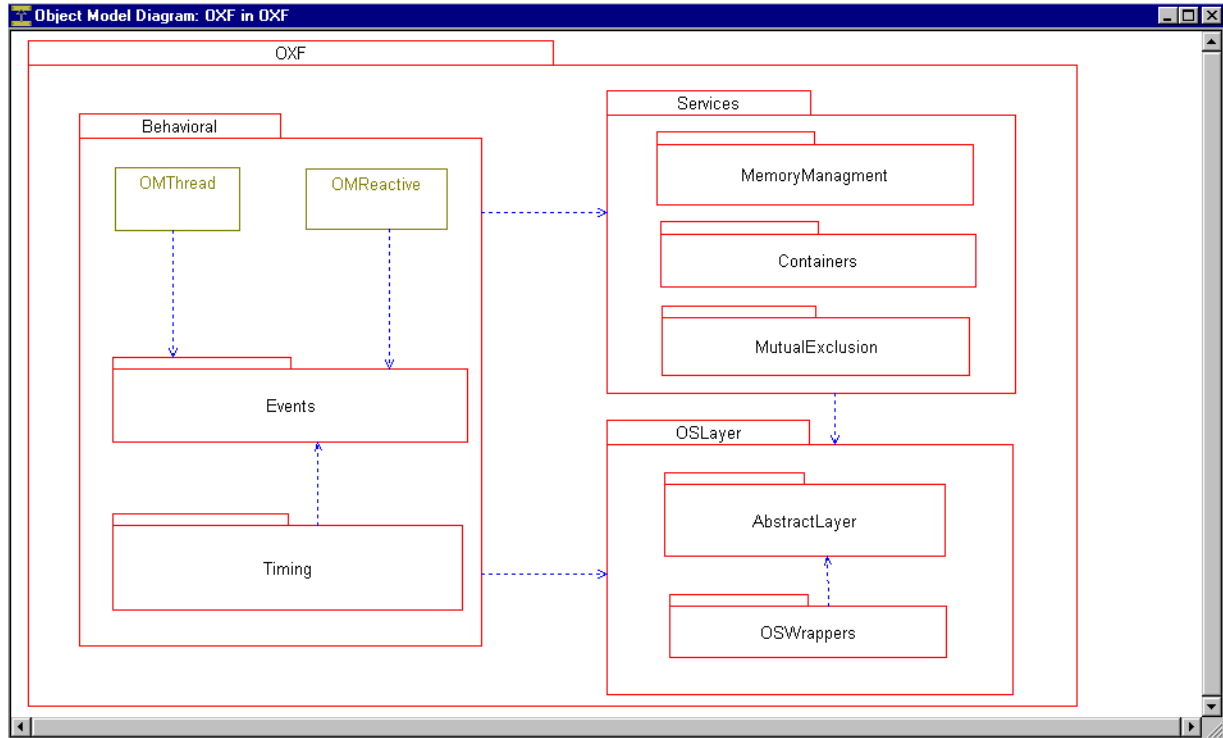 Object Model Diagram: OXF in OXF
OXF
Behavioral
OMThread
OMReactive
Events
Timing
Services
MemoryManagment
Containers
MutualExclusion
OSLayer
AbstractLayer
OSWrappers